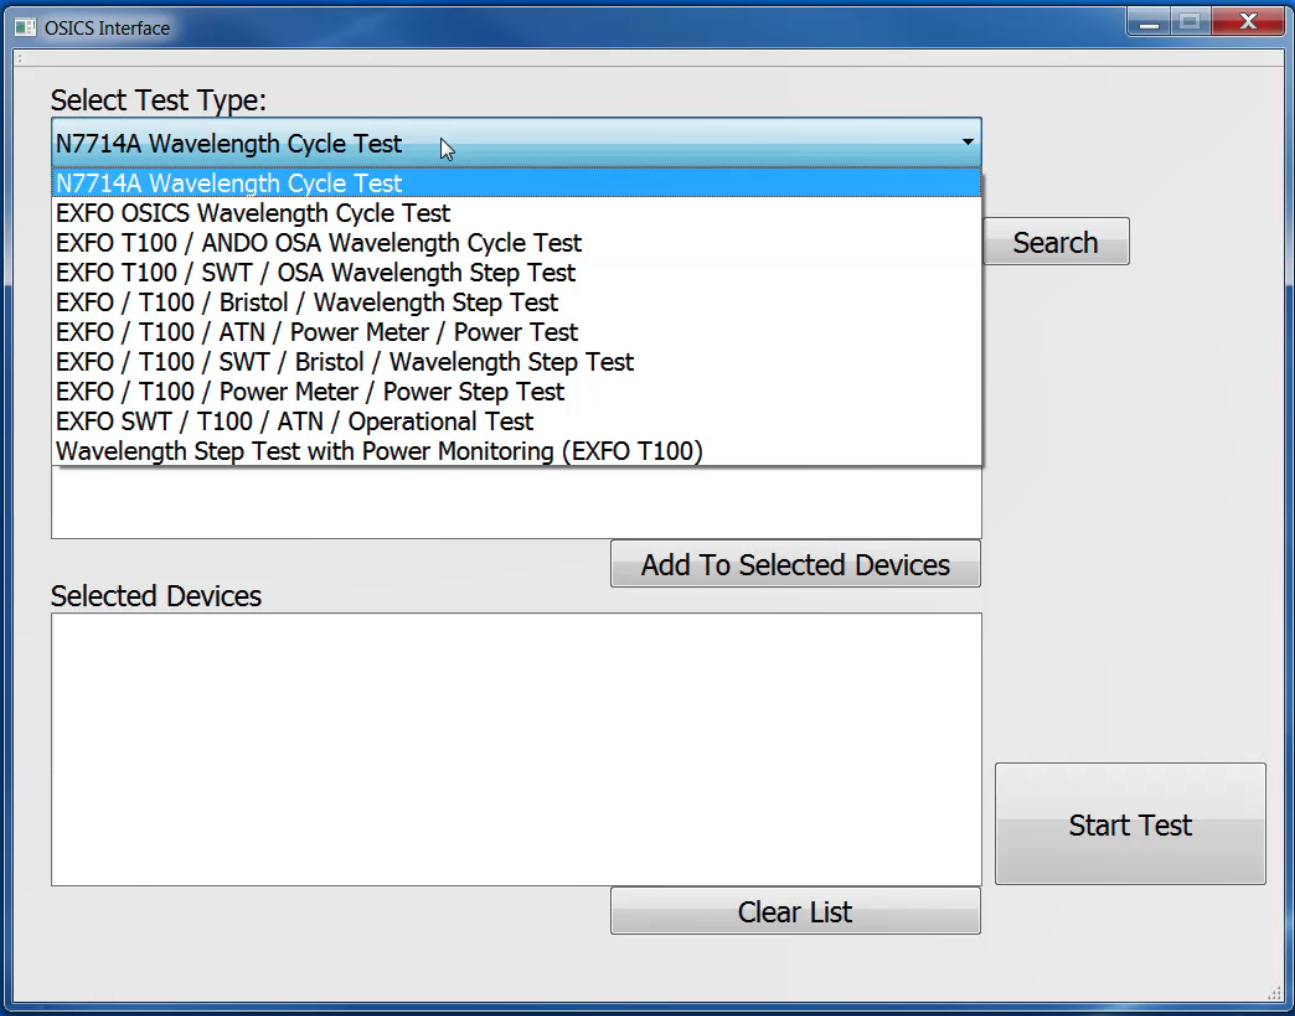 OSICS Interface
Select Test Type:
N7714A Wavelength Cycle Test
N7714A Wavelength Cycle Test
EXFO OSICS Wavelength Cycle Test
EXFO T100 / ANDO OSA Wavelength Cycle Test
Search
EXFO T100 / SWT / OSA Wavelength Step Test
EXFO / T100 / Bristol / Wavelength Step Test
EXFO / T100 / ATN / Power Meter / Power Test
EXFO / T100 / SWT / Bristol / Wavelength Step Test
EXFO / T100 / Power Meter / Power Step Test
EXFO SWT / T100 / ATN / Operational Test
Wavelength Step Test with Power Monitoring (EXFO T100)
Add To Selected Devices
Selected Devices
Start Test
Clear List